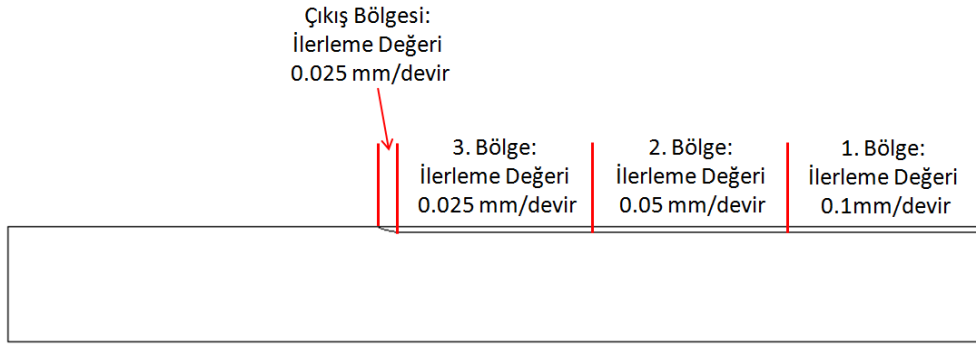 Çıkış Bölgesi:
İlerleme Değeri
0.025 mm/devir
3. Bölge:
İlerleme Değeri
0.025 mm/devir
2. Bölge:
İlerleme Değeri
0.05 mm/devir
1. Bölge:
İlerleme Değeri
0.1mm/devir